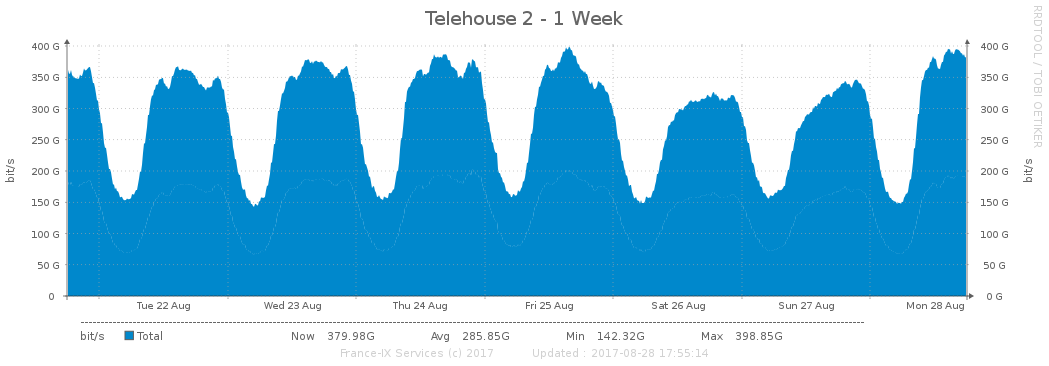 Telehouse 2 - 1 Week
RRDTOOL / TOBI OETIKER
400 G 400 G
350 G 350 G
300 G 300 G
250 G 250 G
200 G 200 G
150 G 150 G
100 G 100 G
50 G 50 G
0 0 G
bit/s
bit/s
Tue 22 Aug Wed 23 Aug Thu 24 Aug Fri 25 Aug Sat 26 Aug Sun 27 Aug Mon 28 Aug
bit/s Total Now 379.98G Avg 285.85G Min 142.32G Max 398.85G
France-IX Services (c) 2017 Updated : 2017-08-28 17:55:14